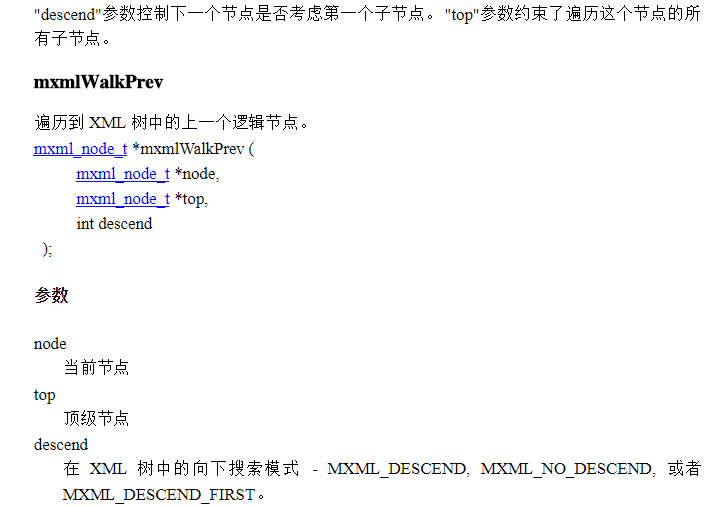 "descend"参数控制下一个节点是否考虑第一个子节点。"top"参数约束了遍历这个节点的所
有子节点。
mxmlWalkPrev
遍历到 XML 树中的上一个逻辑节点。
mxml_node_t *mxmlWalkPrev (
mxml_node_t *node,
mxml_node_t *top,
int descend
);
参数
node
当前节点
top
顶级节点
descend
在 XML 树中的向下搜索模式 - MXML_DESCEND, MXML_NO_DESCEND, 或者
MXML_DESCEND_FIRST。